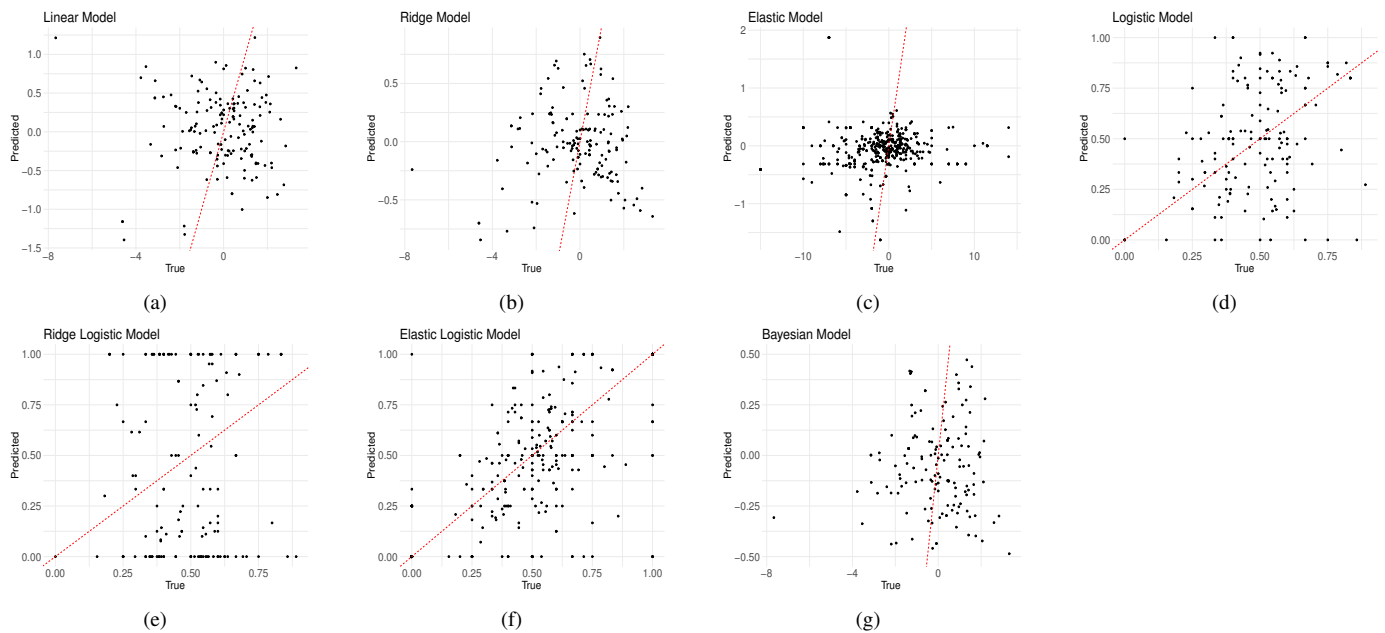 Linear Model
Predicted
1.0
0.5
0.0
−0.5
−1.0
−1.5
−8
−4
0
True
(a)
Ridge Model
Predicted
0.5
0.0
−0.5
−8
−4
0
True
(b)
Elastic Model
Predicted
2
1
0
−1
−10
0
10
True
(c)
Logistic Model
Predicted
1.00
0.75
0.50
0.25
0.00
0.00
0.25
0.50
0.75
True
(d)
Ridge Logistic Model
Predicted
1.00
0.75
0.50
0.25
0.00
0.00
0.25
0.50
0.75
True
(e)
Elastic Logistic Model
Predicted
1.00
0.75
0.50
0.25
0.00
0.00
0.25
0.50
0.75
1.00
True
(f)
Bayesian Model
Predicted
0.50
0.25
0.00
−0.25
−0.50
−8
−4
0
True
(g)